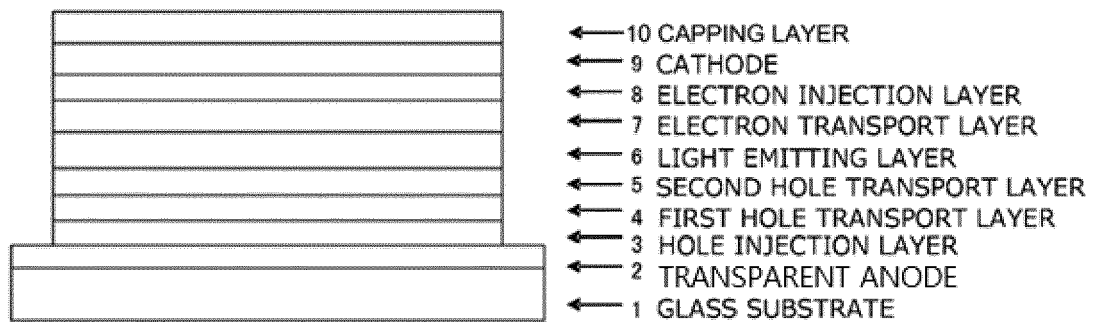 10 CAPPING LAYER
9 CATHODE
8 ELECTRON INJECTION LAYER
7 ELECTRON TRANSPORT LAYER
6 LIGHT EMITTING LAYER
5 SECOND HOLE TRANSPORT LAYER
4 FIRST HOLE TRANSPORT LAYER
3 HOLE INJECTION LAYER
2 TRANSPARENT ANODE
1 GLASS SUBSTRATE